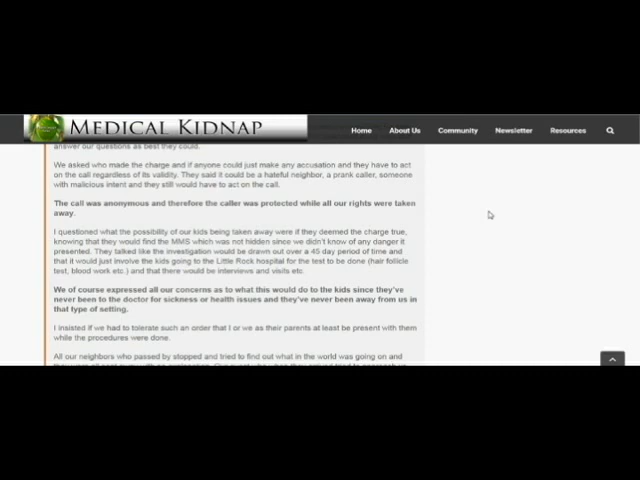 MEDICAL KIDNAP
Home About Us Community Newsletter Resources
answer our questions as best they could.
We asked who made the charge and if anyone could just make any accusation and they have to act
on the call regardless of its validity. They said it could be a hateful neighbor, a prank caller, someone
with malicious intent and they still would have to act on the call.
The call was anonymous and therefore the caller was protected while all our rights were taken
away.
I questioned what the possibility of our kids being taken away were if they deemed the charge true,
knowing that they would find the MMS which was not hidden since we didn't know of any danger it
presented. They talked like the investigation would be drawn out over a 45 day period of time and
that it would just involve the kids going to the Little Rock hospital for the test to be done (hair follicle
test, blood work etc.) and that there would be interviews and visits etc.
We of course expressed all our concerns as to what this would do to the kids since they've
never been to the doctor for sickness or health issues and they've never been away from us in
that type of setting.
I insisted if we had to tolerate such an order that I or we as their parents at least be present with them
while the procedures were done.
All our neighbors who passed by stopped and tried to find out what in the world was going on and